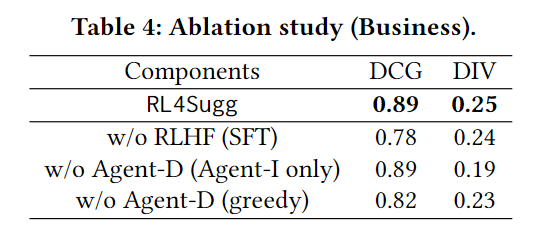 Table 4: Ablation study (Business).
Components DCG DIV
RL4Sugg 0.89 0.25
w/o RLHF (SFT) 0.78 0.24
w/o Agent-D (Agent-I only) 0.89 0.19
w/o Agent-D (greedy) 0.82 0.23